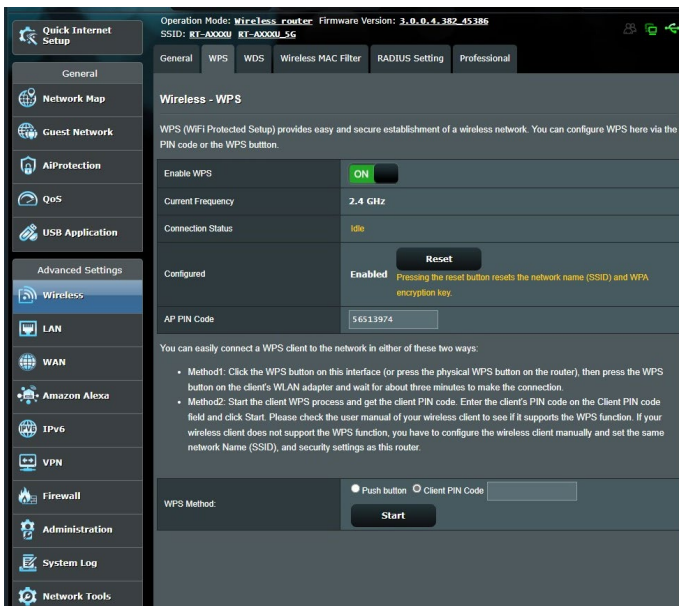 Quick Internet
Setup
General
Network Map
Guest Network
AiProtection
QoS
USB Application
Advanced Settings
Wireless
LAN
WAN
Amazon Alexa
IPv6
VPN
Firewall
Administration
System Log
Network Tools
Operation Mode: Wireless router Firmware Version: 3.0.0.4.382_45386
SSID: RT-AXXXU RT-AXXXU_5G
General WPS WDS Wireless MAC Filter RADIUS Setting Professional
Wireless - WPS
WPS (WiFi Protected Setup) provides easy and secure establishment of a wireless network. You can configure WPS here via the
PIN code or the WPS buttton.
Enable WPS ON
Current Frequency 2.4 GHz
Connection Status Idle
Configured Enabled Reset
Pressing the reset button resets the network name (SSID) and WPA
encryption key.
AP PIN Code 56513974
You can easily connect a WPS client to the network in either of these two ways:
• Method1: Click the WPS button on this interface (or press the physical WPS button on the router), then press the WPS
button on the client's WLAN adapter and wait for about three minutes to make the connection.
• Method2: Start the client WPS process and get the client PIN code. Enter the client's PIN code on the Client PIN code
field and click Start. Please check the user manual of your wireless client to see if it supports the WPS function. If your
wireless client does not support the WPS function, you have to configure the wireless client manually and set the same
network Name (SSID), and security settings as this router.
WPS Method: Push button Client PIN Code
Start